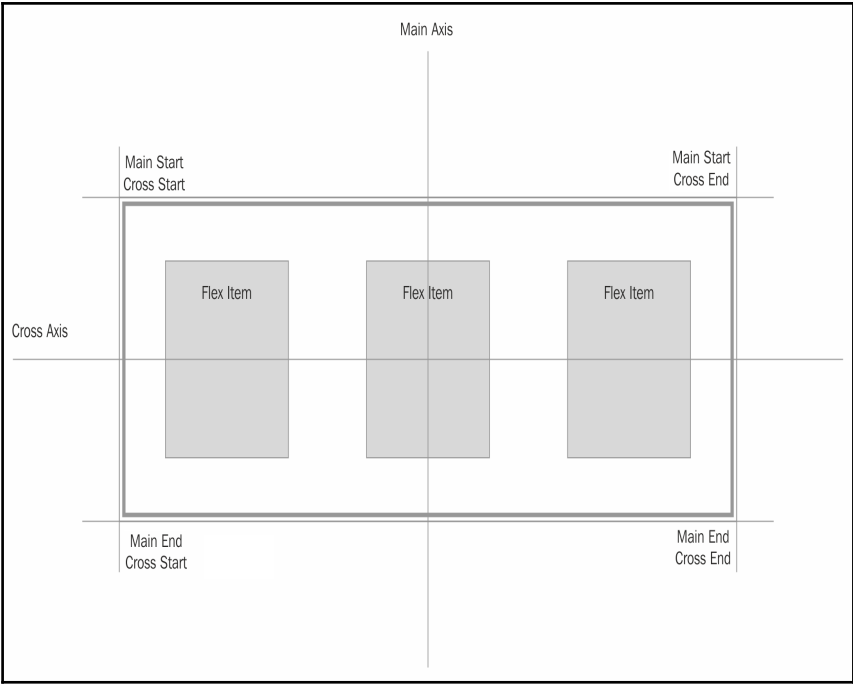 Main Axis
Main Start
Cross Start
Main Start
Cross End
Flex Item
Flex Item
Flex Item
Cross Axis
Main End
Cross Start
Main End
Cross End